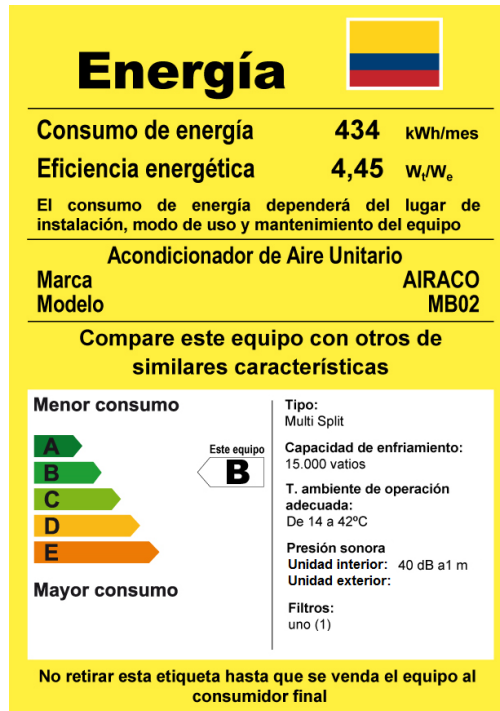 Energía
Consumo de energía 434 kWh/mes
Eficiencia energética 4,45 Wt/We
El consumo de energía dependerá del lugar de
instalación, modo de uso y mantenimiento del equipo
Acondicionador de Aire Unitario
Marca AIRACO
Modelo MB02
Compare este equipo con otros de
similares características
Menor consumo
A
B
C
D
E
Mayor consumo
Este equipo
B
Tipo:
Multi Split
Capacidad de enfriamiento:
15.000 vatios
T. ambiente de operación
adecuada:
De 14 a 42ºC
Presión sonora
Unidad interior: 40 dB a1 m
Unidad exterior:
Filtros:
uno (1)
No retirar esta etiqueta hasta que se venda el equipo al
consumidor final